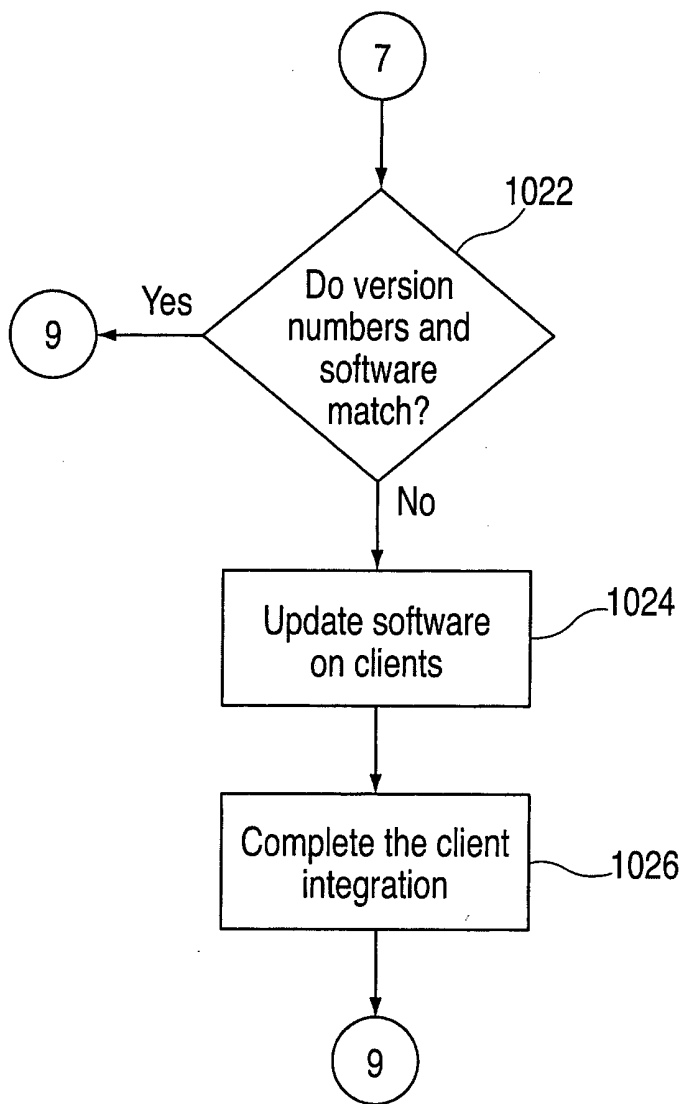 7
1022
Do version
numbers and
software
match?
Yes
9
No
Update software
on clients
1024
Complete the client
integration
1026
9